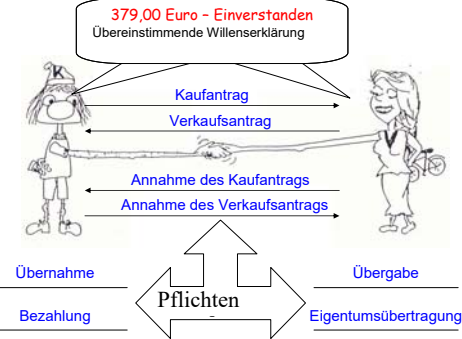 379,00 Euro – Einverstanden
Übereinstimmende Willenserklärung
K
Kaufantrag
Verkaufsantrag
Annahme des Kaufantrags
Annahme des Verkaufsantrags
Übernahme
Übergabe
Pflichten
Bezahlung
Eigentumsübertragung